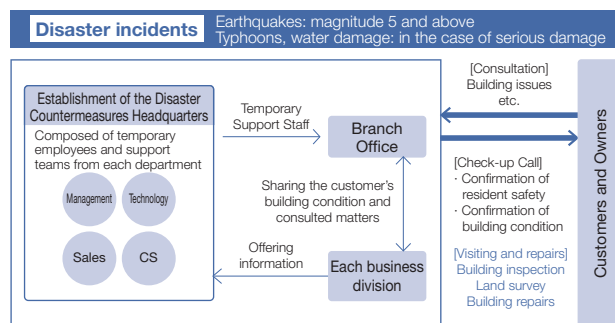 Disaster incidents
Earthquakes: magnitude 5 and above
Typhoons, water damage: in the case of serious damage
Establishment of the Disaster
Countermeasures Headquarters
Composed of temporary
employees and support
teams from each department
Management
Technology
Sales
CS
Temporary
Support Staff
Branch
Office
Sharing the customer's
building condition and
consulted matters
Offering
information
Each business
division
[Consultation]
Building issues
etc.
[Check-up Call]
· Confirmation of
resident safety
· Confirmation of
building condition
[Visiting and repairs]
Building inspection
Land survey
Building repairs
Customers and Owners